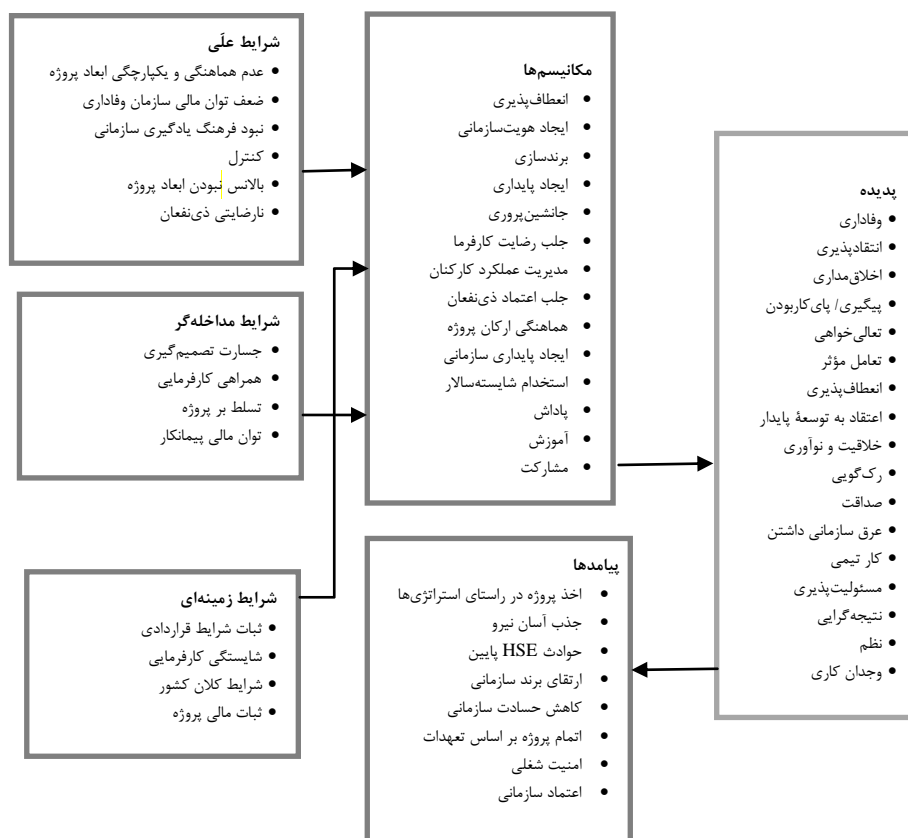 شرایط علّی
عدم هماهنگی و یکپارچگی ابعاد پروژه
ضعف توان مالی سازمان وفاداری
نبود فرهنگ یادگیری سازمانی
کنترل
بالانس نبودن ابعاد پروژه
نارضایتی ذی‌نفعان
شرایط مداخله‌گر
جسارت تصمیم‌گیری
همراهی کارفرمایی
تسلط بر پروژه
توان مالی پیمانکار
شرایط زمینه‌ای
ثبات شرایط قراردادی
شایستگی کارفرمایی
شرایط کلان کشور
ثبات مالی پروژه
مکانیسم‌ها
انعطاف‌پذیری
ایجاد هویت‌سازمانی
برندسازی
ایجاد پایداری
جانشین‌پروری
جلب رضایت کارفرما
مدیریت عملکرد کارکنان
جلب اعتماد ذی‌نفعان
هماهنگی ارکان پروژه
ایجاد پایداری سازمانی
استخدام شایسته‌سالار
پاداش
آموزش
مشارکت
پدیده
وفاداری
انتقادپذیری
اخلاق‌مداری
پیگیری/ پای‌کاربودن
تعالی‌خواهی
تعامل مؤثر
انعطاف‌پذیری
اعتقاد به توسعۀ پایدار
خلاقیت و نوآوری
رک‌گویی
صداقت
عرق سازمانی داشتن
کار تیمی
مسئولیت‌پذیری
نتیجه‌گرایی
نظم
وجدان کاری
پیامدها
اخذ پروژه در راستای استراتژی‌ها
جذب آسان نیرو
حوادث HSE پایین
ارتقای برند سازمانی
کاهش حسادت سازمانی
اتمام پروژه بر اساس تعهدات
امنیت شغلی
اعتماد سازمانی